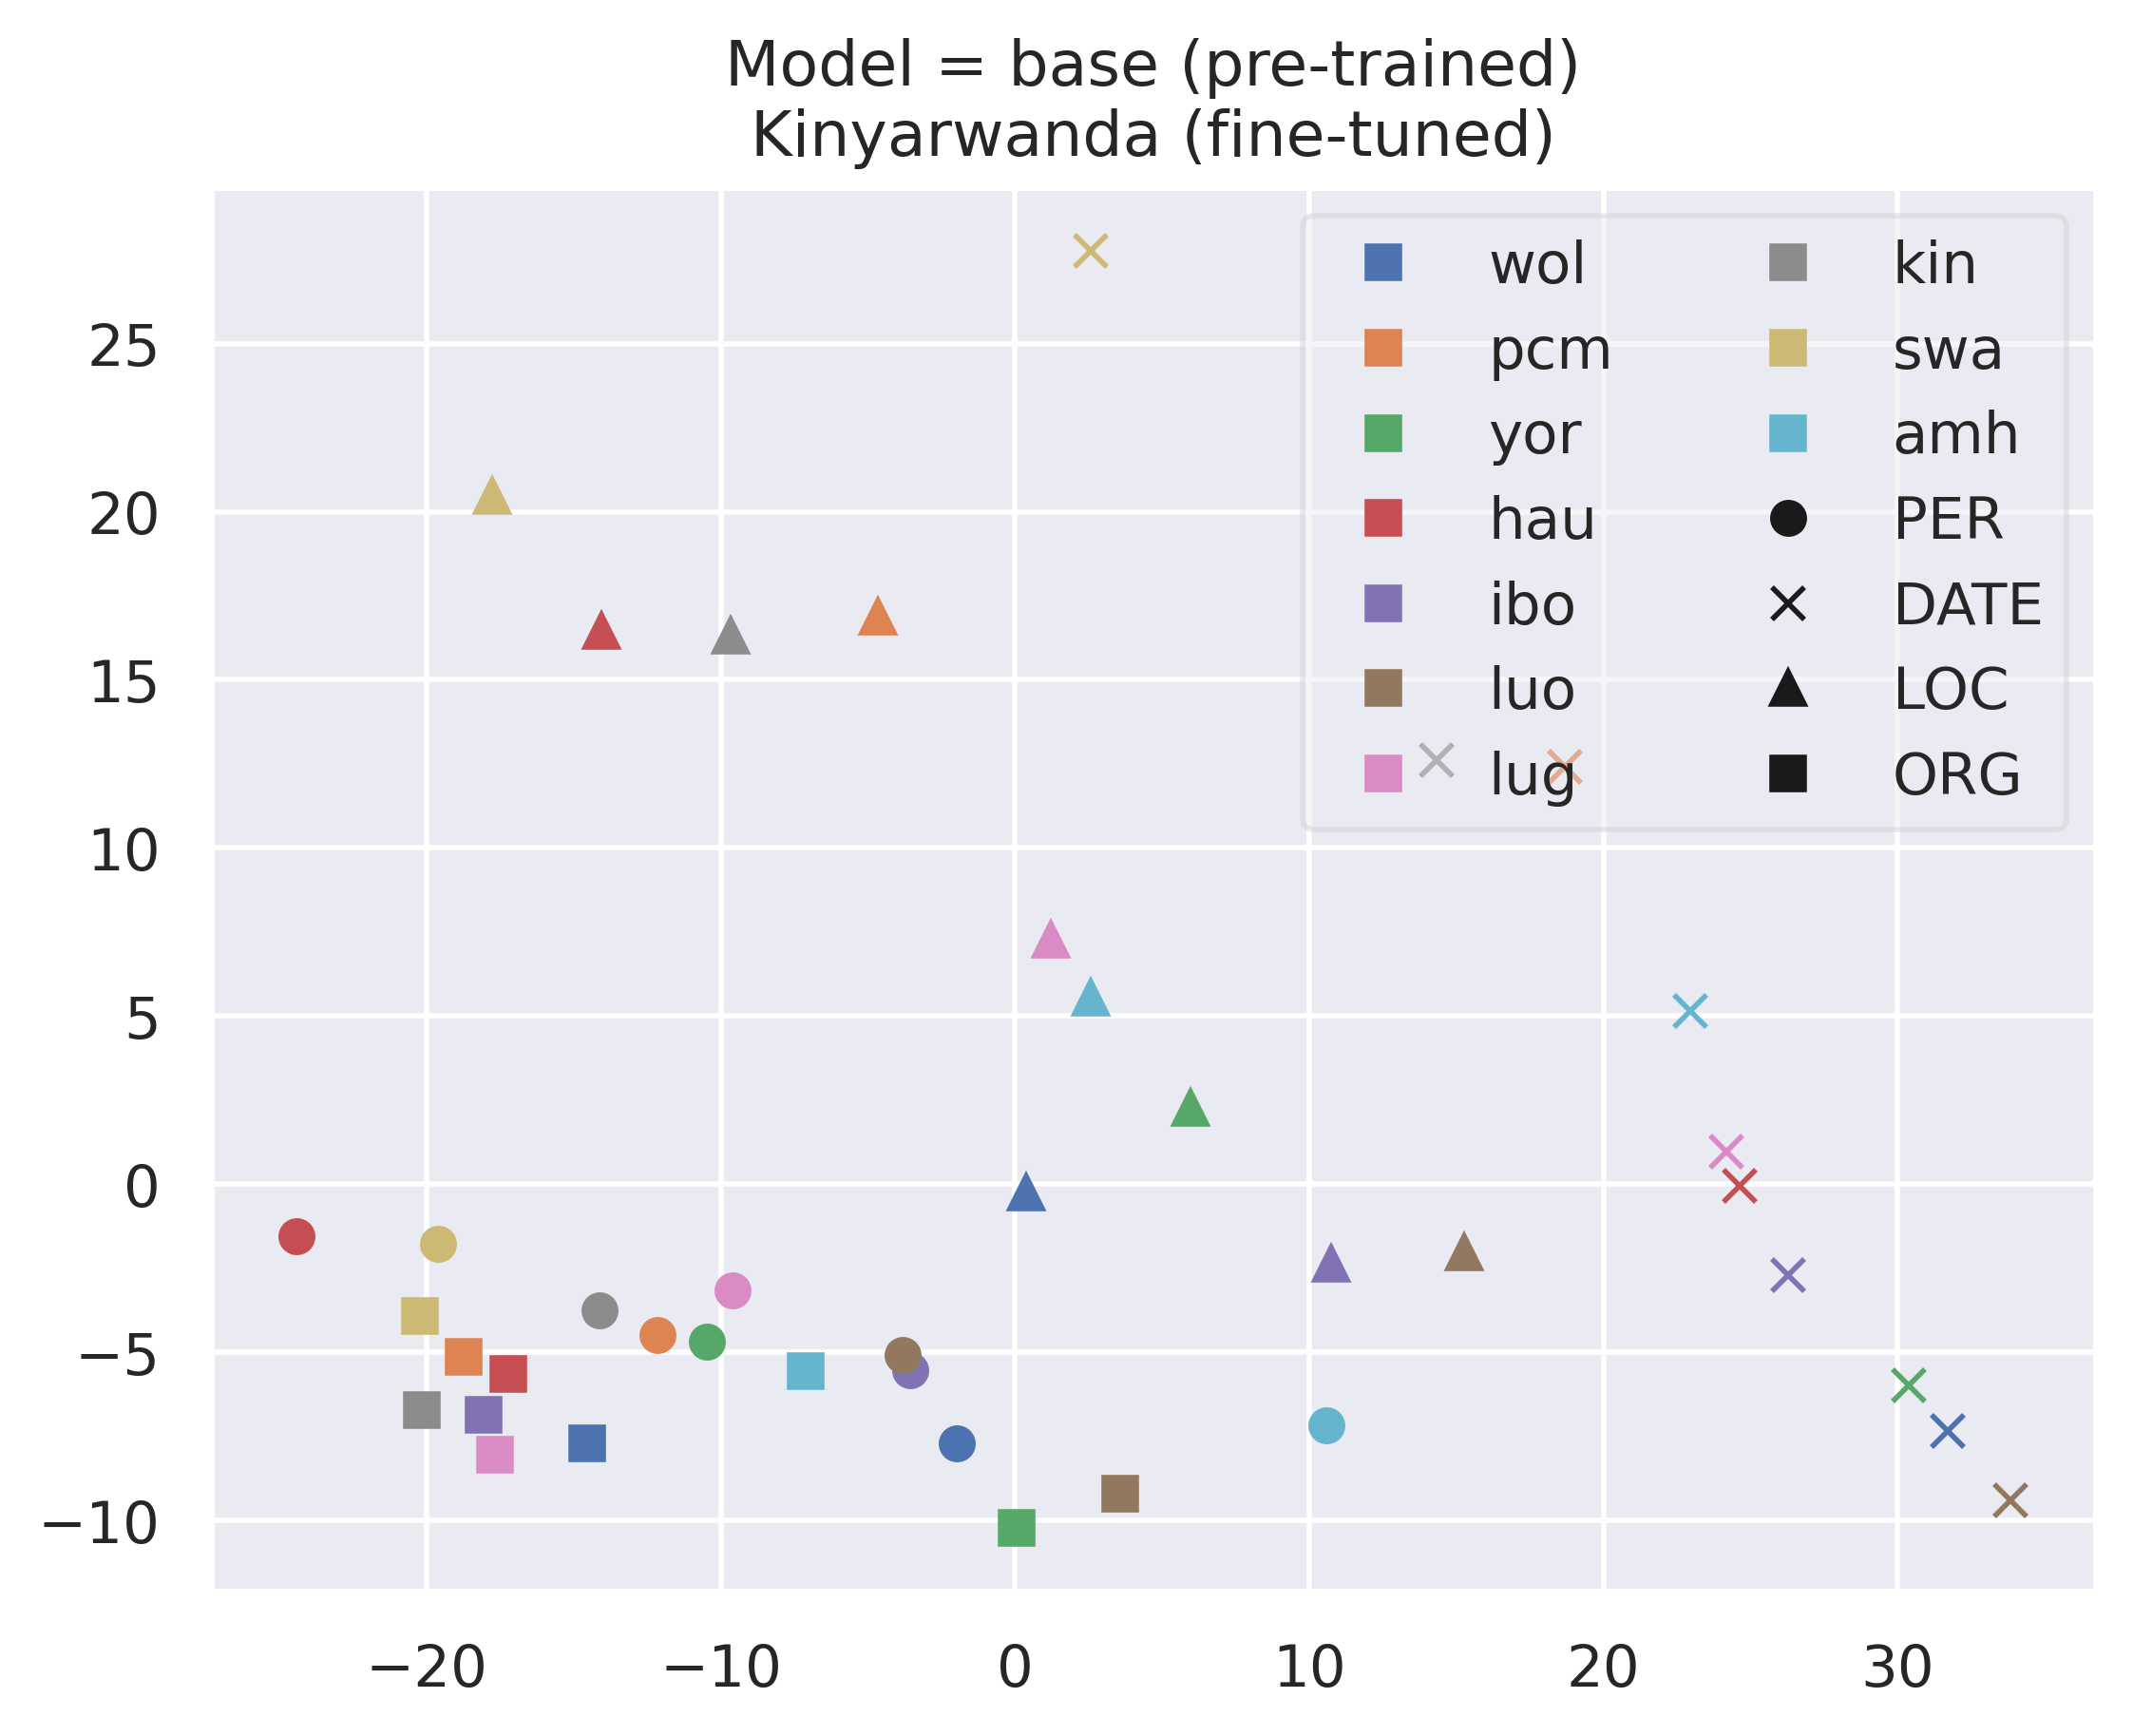 Model = base (pre-trained)
Kinyarwanda (fine-tuned)
wol
pcm
yor
hau
ibo
luo
lug
kin
swa
amh
PER
DATE
LOC
ORG
25
20
15
10
5
0
−5
−10
−20
−10
0
10
20
30